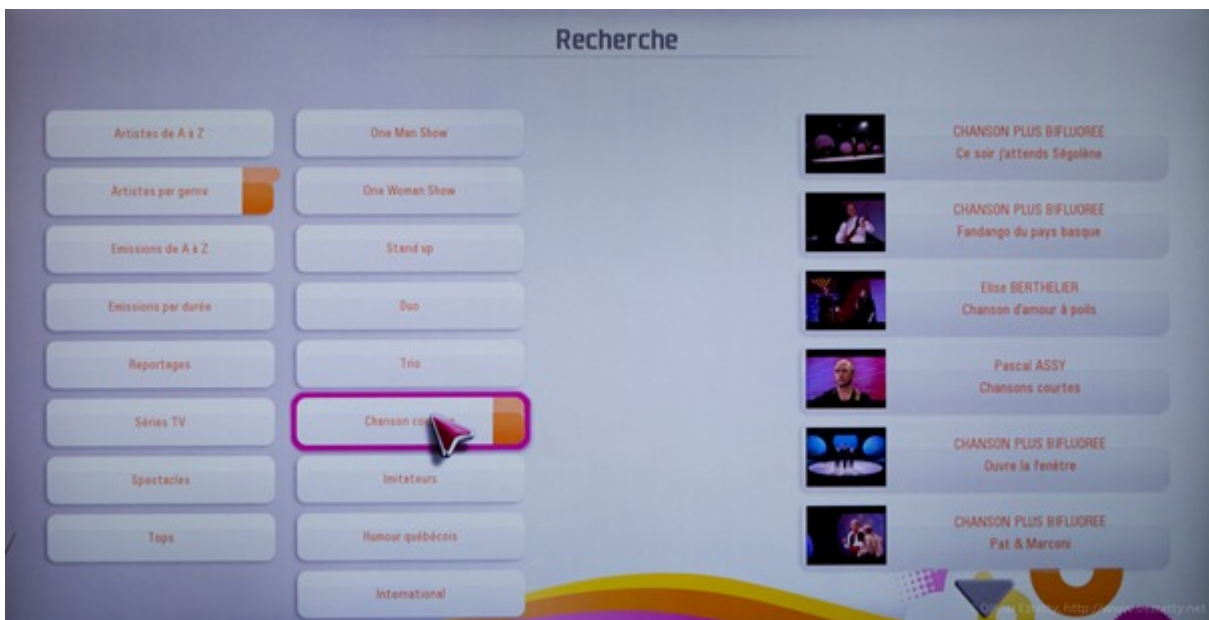 Recherche
Artistes de A à Z
Artistes par genre
Emissions de A à Z
Emissions par durée
Reportages
Séries TV
Spectacles
Tops
One Man Show
One Woman Show
Stand up
Duo
Trio
Chanson
Imitateurs
Humour québécois
International
CHANSON PLUS BIFLUOREE
Ce soir j'attends Ségolène
CHANSON PLUS BIFLUOREE
Fandango du pays basque
Elise BERTHELIER
Chanson d'amour à poils
Pascal ASSY
Chansons courtes
CHANSON PLUS BIFLUOREE
Ouvre la fenêtre
CHANSON PLUS BIFLUOREE
Pat & Marconi